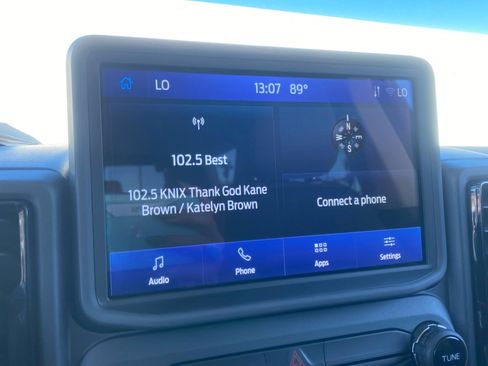 LO 13:07 89° LO
102.5 Best
102.5 KNIX Thank God Kane
Brown / Katelyn Brown
N
W E
S
Connect a phone
Audio Phone Apps Settings
TUNE